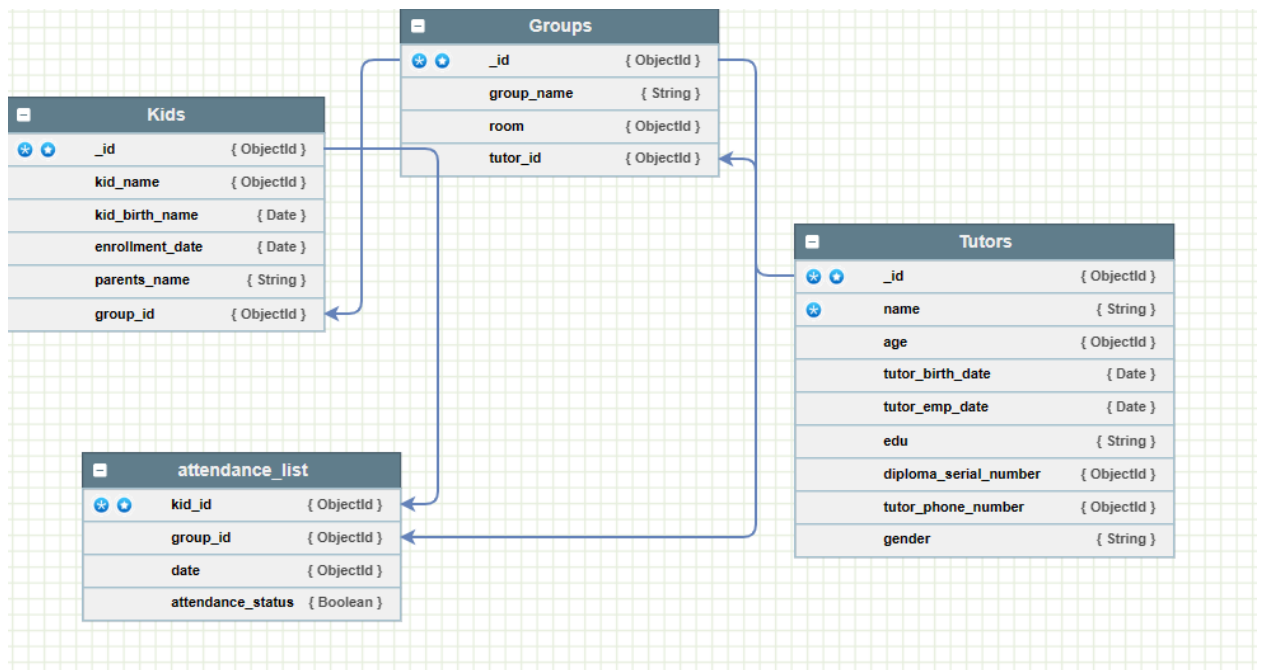 Groups
_id { ObjectId }
group_name { String }
room { ObjectId }
tutor_id { ObjectId }
Kids
_id { ObjectId }
kid_name { ObjectId }
kid_birth_name { Date }
enrollment_date { Date }
parents_name { String }
group_id { ObjectId }
Tutors
_id { ObjectId }
name { String }
age { ObjectId }
tutor_birth_date { Date }
tutor_emp_date { Date }
edu { String }
diploma_serial_number { ObjectId }
tutor_phone_number { ObjectId }
gender { String }
attendance_list
kid_id { ObjectId }
group_id { ObjectId }
date { ObjectId }
attendance_status { Boolean }